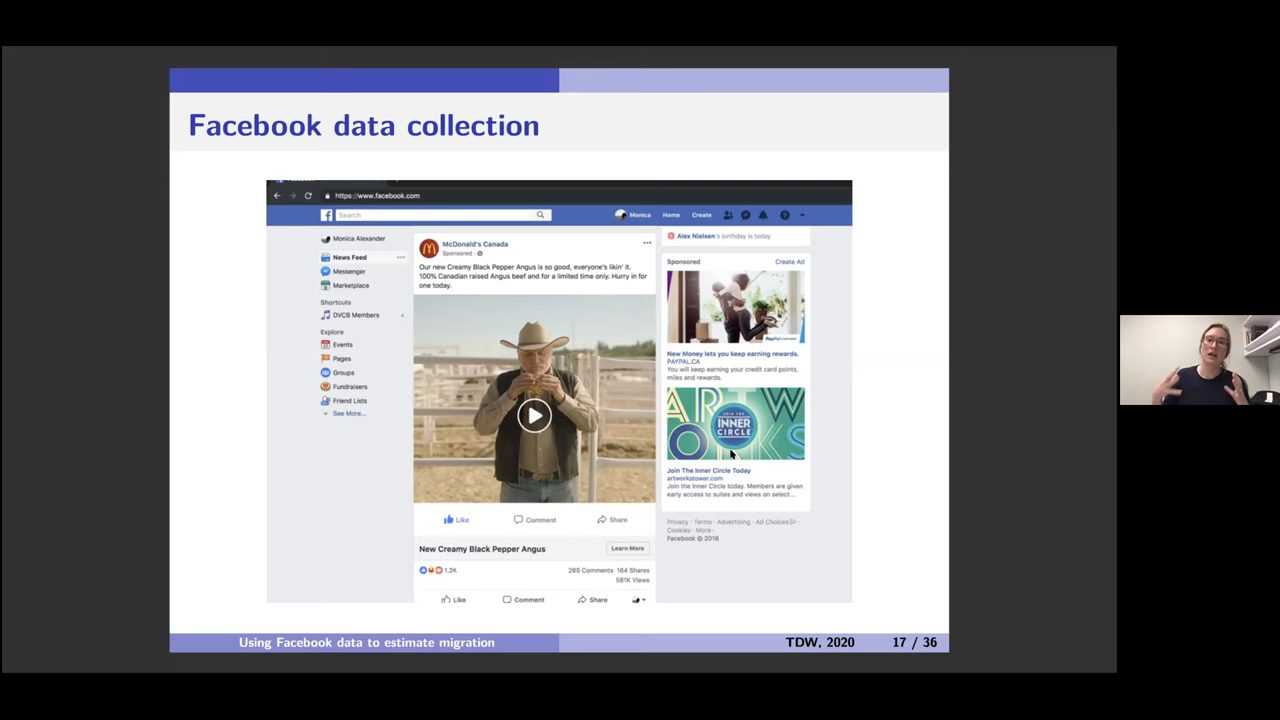 Facebook data collection
https://www.facebook.com
Search
Monica
Home
Create
Monica Alexander
News Feed
Messenger
Marketplace
Shortcuts
DVCB Members 4
Explore
Events
Pages
Groups
Fundraisers
Friend Lists
See More...
McDonald's Canada
Sponsored ·
Our new Creamy Black Pepper Angus is so good, everyone's likin' it.
100% Canadian raised Angus beef and for a limited time only. Hurry in for
one today.
Like
Comment
Share
New Creamy Black Pepper Angus
Learn More
1.2K
265 Comments 164 Shares
581K Views
Like
Comment
Share
Alex Nielsen's birthday is today
Sponsored
Create Ad
PayPal
New Money lets you keep earning rewards.
PAYPAL.CA
You will keep earning your credit card points,
miles and rewards.
ARTW
ORKS
JOIN THE
INNER
CIRCLE
Join The Inner Circle Today
artworkstower.com
Join the Inner Circle today. Members are given
early access to suites and views on select...
Privacy · Terms · Advertising · Ad Choices ·
Cookies · More ·
Facebook © 2018
Using Facebook data to estimate migration
TDW, 2020
17 / 36